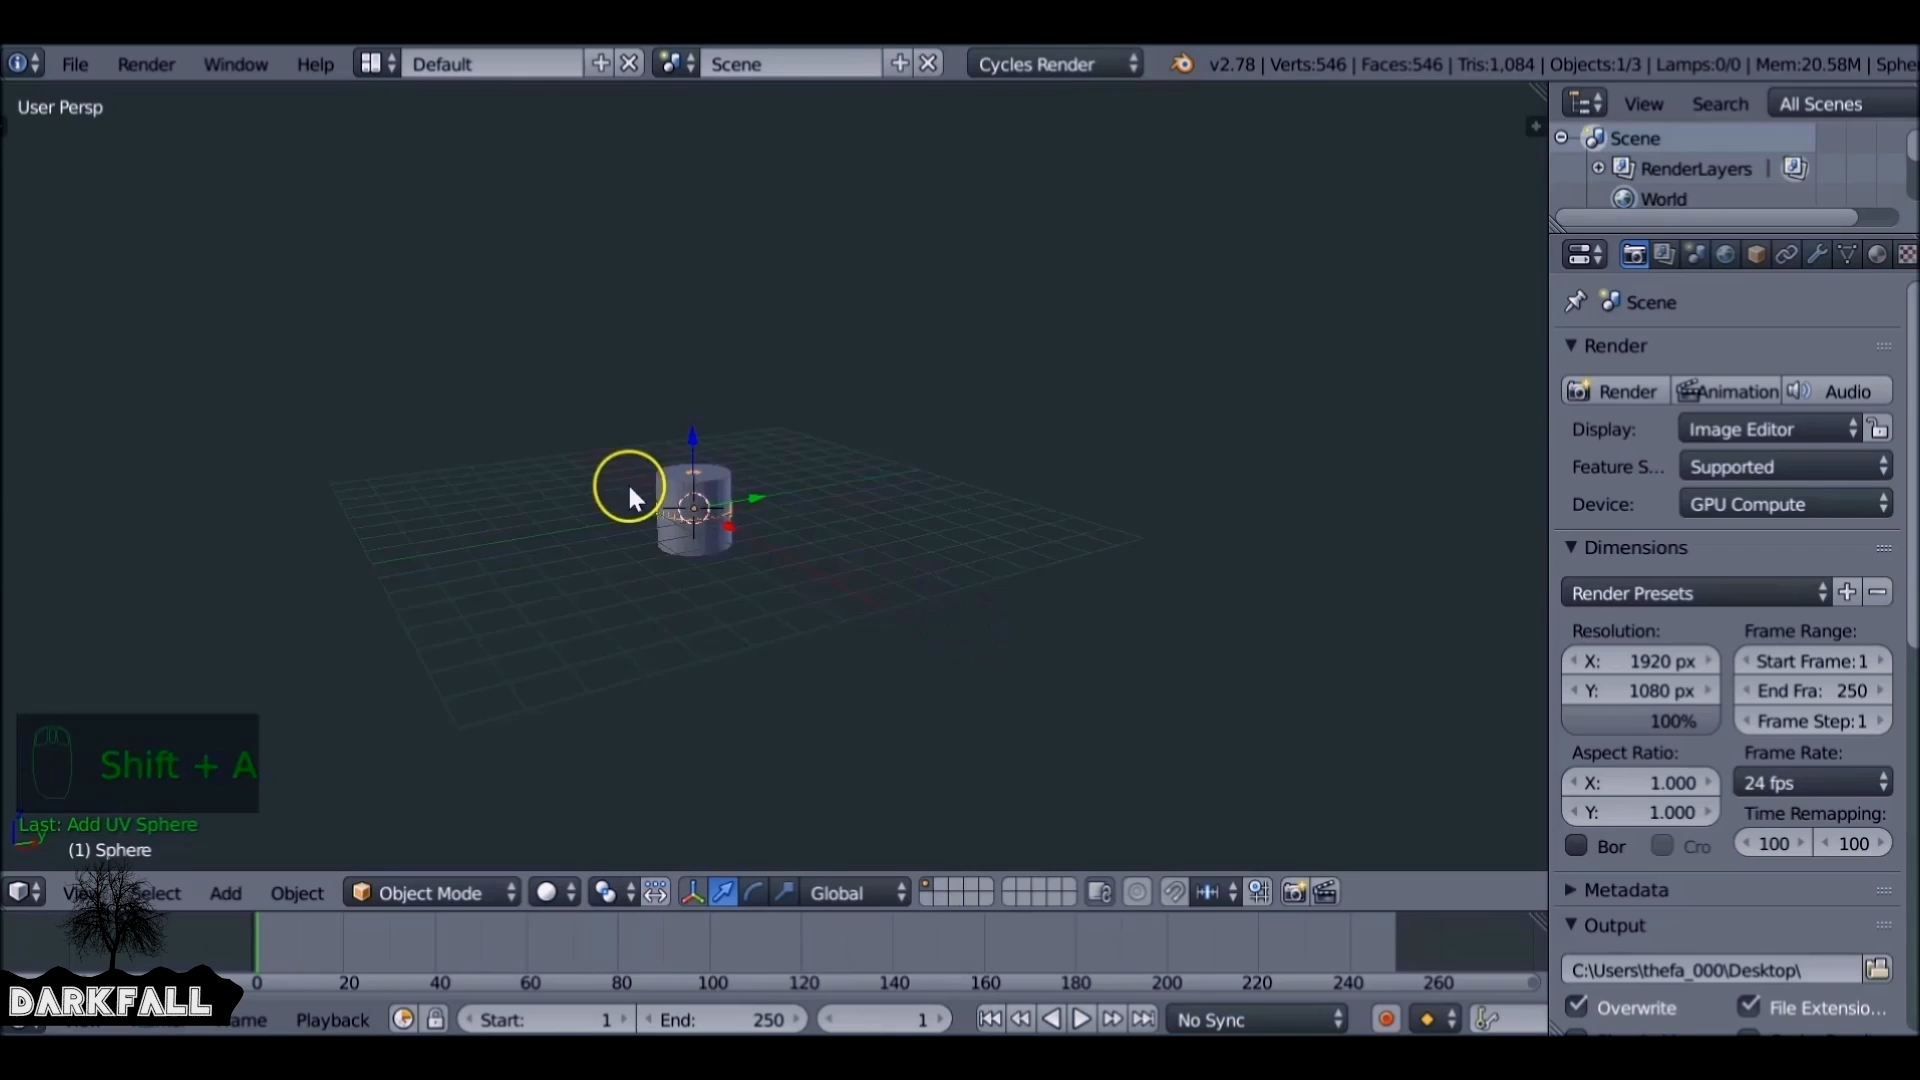 File Render Window Help Default Scene Cycles Render v2.78 | Verts:546 | Faces:546 | Tris:1,084 | Objects:1/3 | Lamps:0/0 | Mem:20.58M | Sphe
User Persp
View Search All Scenes
Scene
RenderLayers |
World
Scene
Render
Render Animation Audio
Display: Image Editor
Feature S... Supported
Device: GPU Compute
Dimensions
Render Presets
Resolution: Frame Range:
X: 1920 px Start Frame: 1
Y: 1080 px End Fra: 250
100% Frame Step: 1
Aspect Ratio: Frame Rate:
X: 1.000 24 fps
Y: 1.000 Time Remapping:
Bor Cro 100 100
Metadata
Output
C:\Users\thefa_000\Desktop\
Overwrite File Extensio...
Shift + A
Last: Add UV Sphere
(1) Sphere
Select Add Object Object Mode Global
0 20 40 60 80 100 120 140 160 180 200 220 240 260
DARKFALL
Playback Start: 1 End: 250 1 No Sync